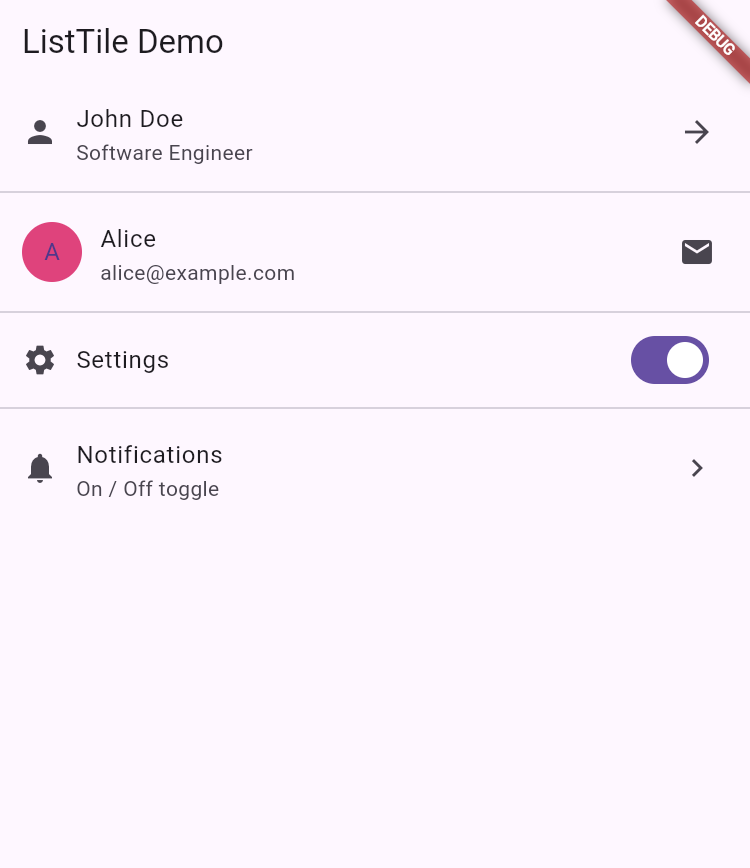 ListTile Demo
DEBUG
John Doe
Software Engineer
A
Alice
alice@example.com
Settings
Notifications
On / Off toggle